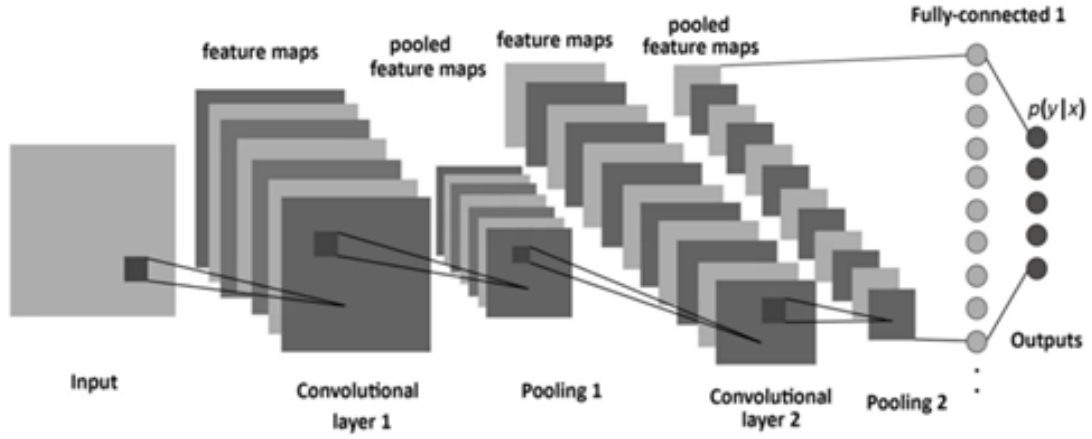 Fully-connected 1
feature maps
pooled
feature maps
feature maps
pooled
feature maps
p(y|x)
Input
Convolutional
layer 1
Pooling 1
Convolutional
layer 2
Pooling 2
Outputs